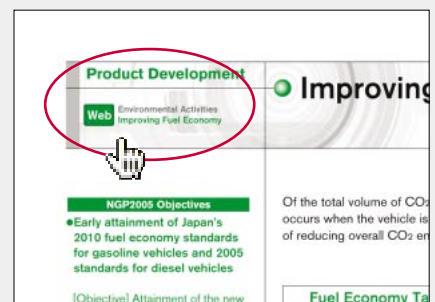 Product Development
Improving
Web
Environmental Activities
Improving Fuel Economy
NGP2005 Objectives
●Early attainment of Japan's
2010 fuel economy standards
for gasoline vehicles and 2005
standards for diesel vehicles
[Objective] Attainment of the new
Of the total volume of CO₂
occurs when the vehicle is
of reducing overall CO₂ em
Fuel Economy Ta